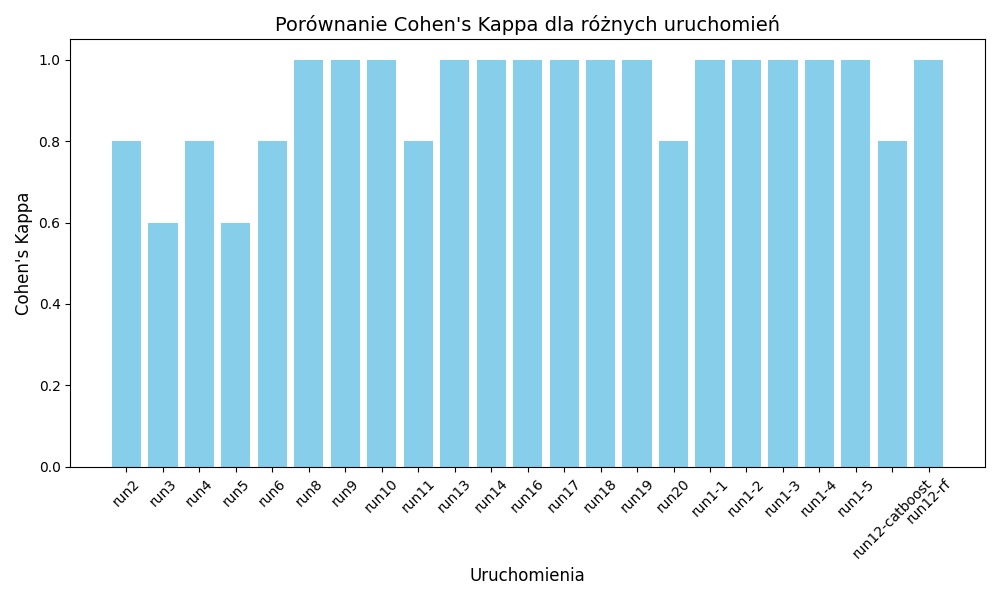 Porównanie Cohen's Kappa dla różnych uruchomień
Cohen's Kappa
1.0
0.8
0.6
0.4
0.2
0.0
run2
run3
run4
run5
run6
run8
run9
run10
run11
run13
run14
run16
run17
run18
run19
run20
run1-1
run1-2
run1-3
run1-4
run1-5
run12-catboost
run12-rf
Uruchomienia